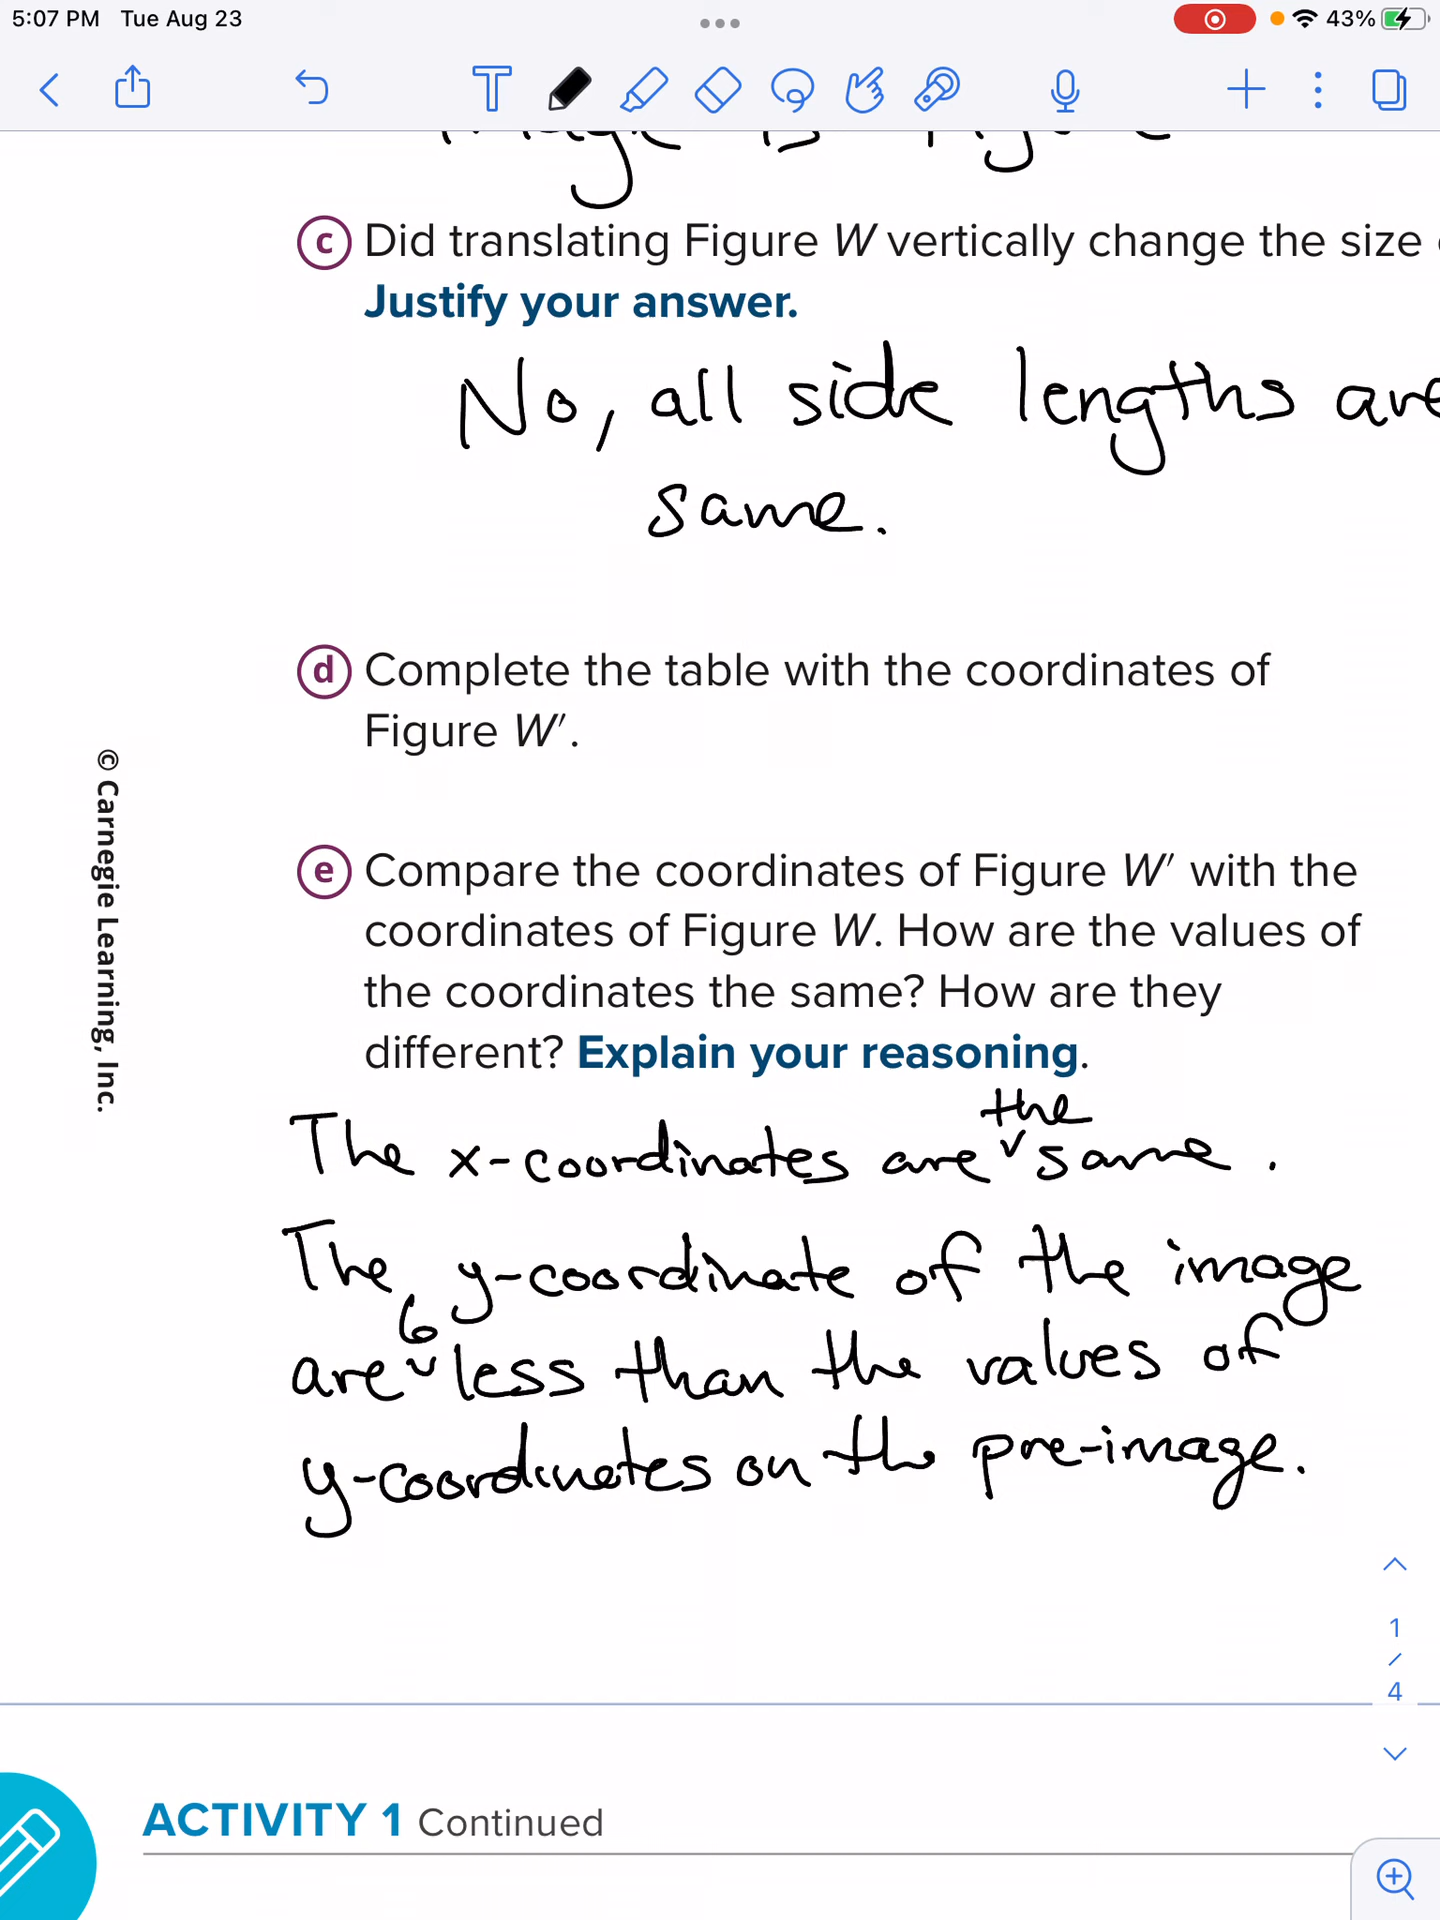 5:07 PM Tue Aug 23
43%
T
c Did translating Figure W vertically change the size
Justify your answer.
No, all side lengths are
same.
d Complete the table with the coordinates of
Figure W′.
e Compare the coordinates of Figure W′ with the
coordinates of Figure W. How are the values of
the coordinates the same? How are they
different? Explain your reasoning.
© Carnegie Learning, Inc.
The x-coordinates are the same.
The y-coordinate of the image
are 6 less than the values of
y-coordinates on the pre-image.
1
/
4
ACTIVITY 1 Continued